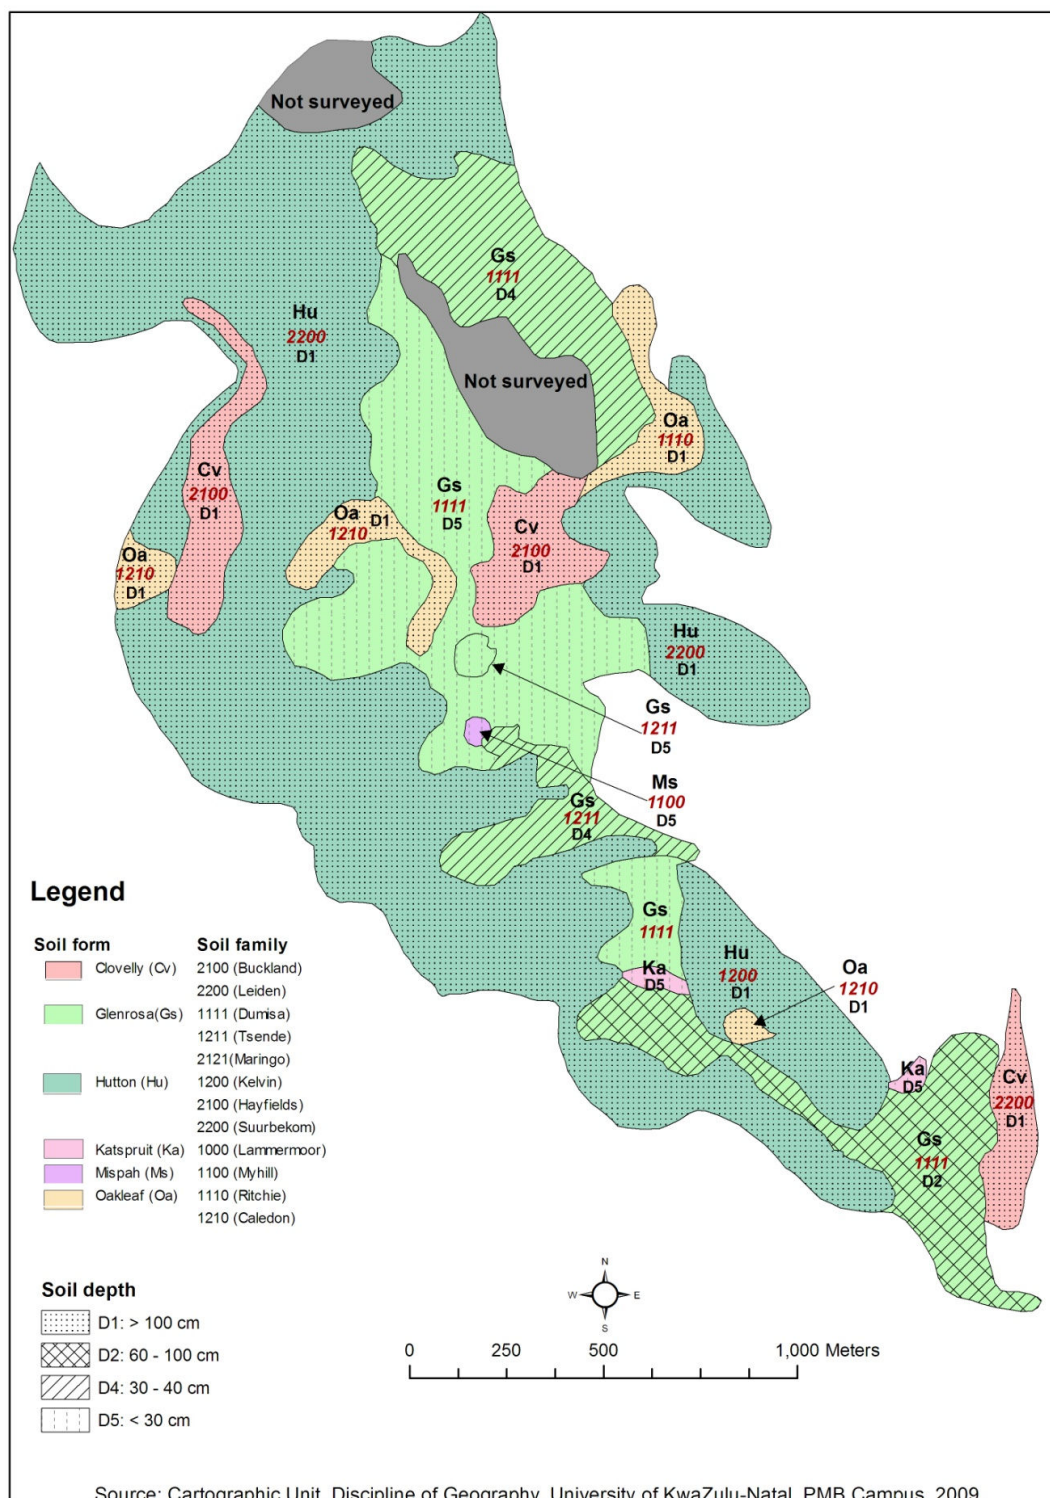 Not surveyed
Gs
1111
D4
Hu
2200
D1
Not surveyed
Oa
1110
D1
Cv
2100
D1
Gs
1111
D5
Oa D1
1210
Cv
2100
D1
Oa
1210
D1
Hu
2200
D1
Gs
1211
D5
Ms
1100
D5
Gs
1211
D4
Gs
1111
Ka
D5
Hu
1200
D1
Oa
1210
D1
Ka
D5
Cv
2200
D1
Gs
1111
D2
Legend
Soil form Soil family
Clovelly (Cv) 2100 (Buckland)
2200 (Leiden)
Glenrosa(Gs) 1111 (Dumisa)
1211 (Tsende)
2121(Maringo)
Hutton (Hu) 1200 (Kelvin)
2100 (Hayfields)
2200 (Suurbekom)
Katspruit (Ka) 1000 (Lammermoor)
Mispah (Ms) 1100 (Myhill)
Oakleaf (Oa) 1110 (Ritchie)
1210 (Caledon)
Soil depth
D1: > 100 cm
D2: 60 - 100 cm
D4: 30 - 40 cm
D5: < 30 cm
N
W E
S
0 250 500 1,000 Meters
Source: Cartographic Unit, Discipline of Geography, University of KwaZulu-Natal, PMB Campus, 2009